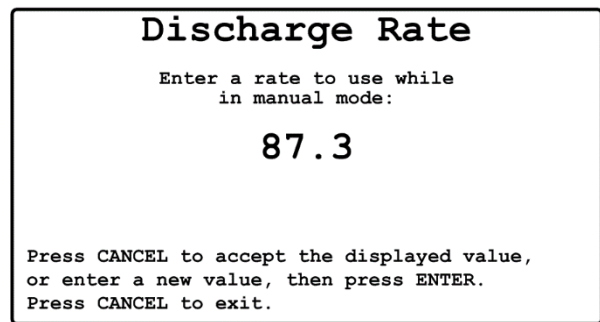 Discharge Rate
Enter a rate to use while
in manual mode:
87.3
Press CANCEL to accept the displayed value,
or enter a new value, then press ENTER.
Press CANCEL to exit.